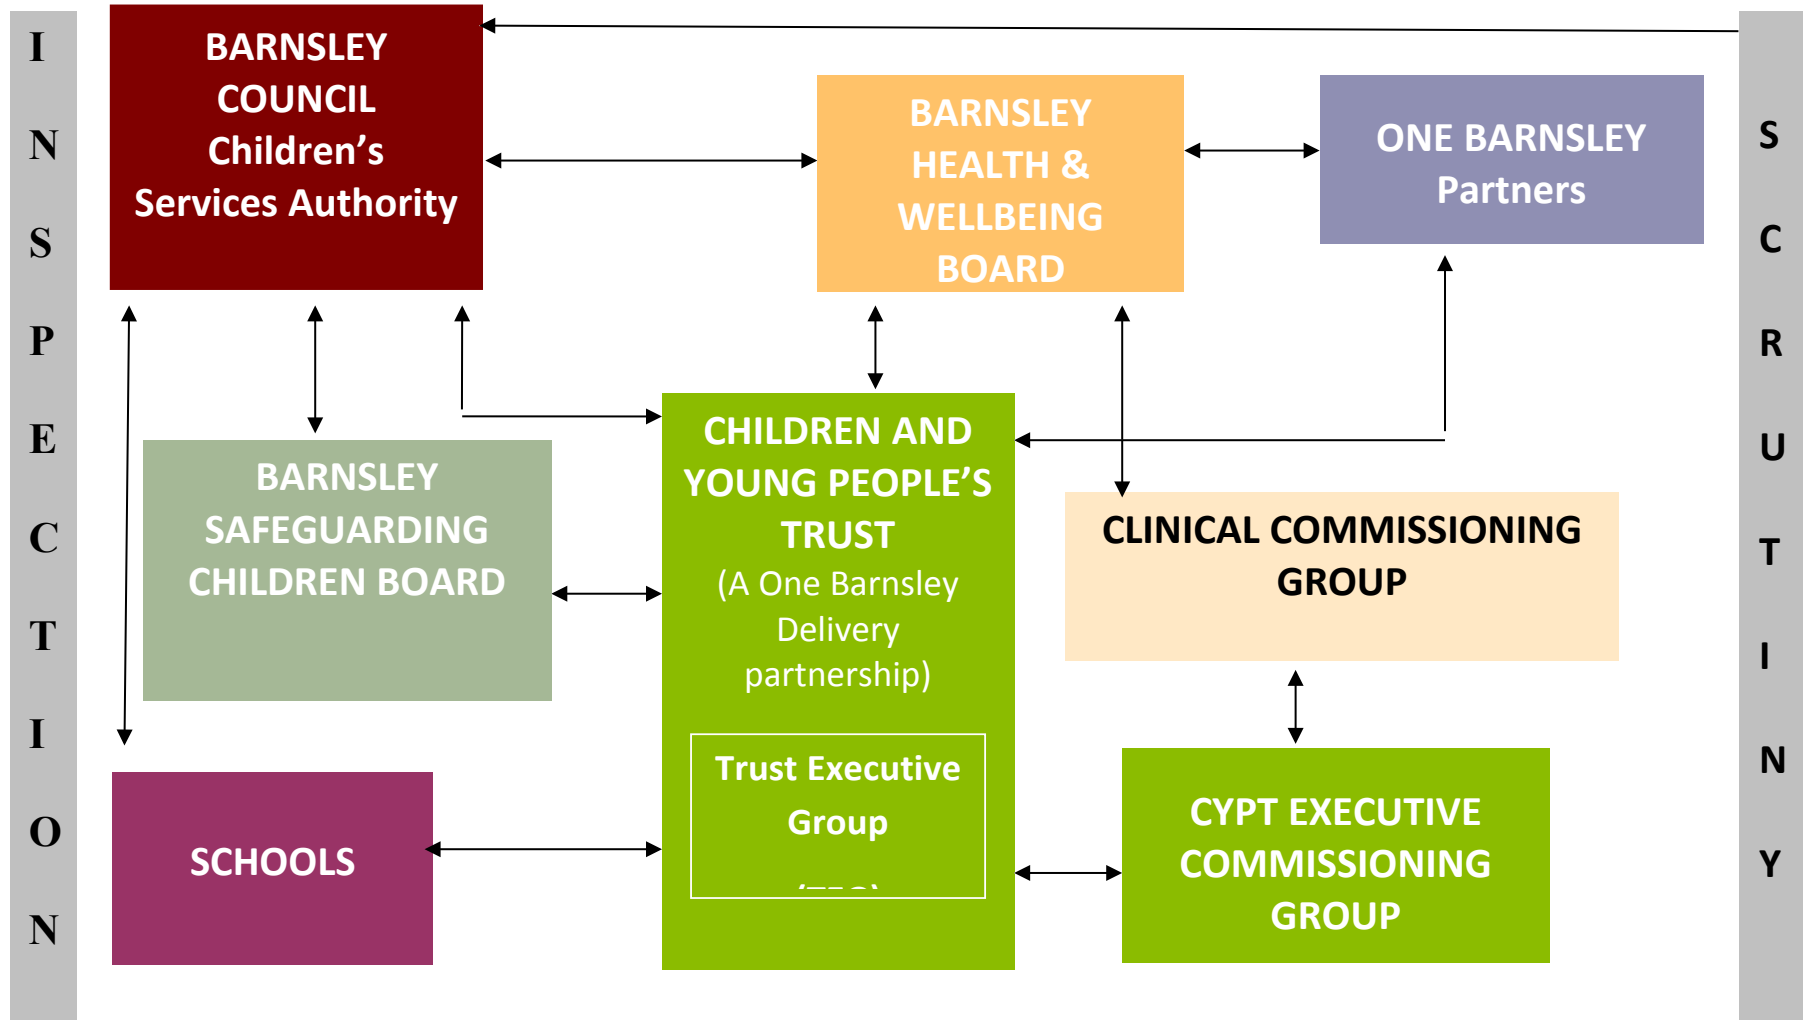 INSPECTION
BARNSLEY
COUNCIL
Children’s
Services Authority
BARNSLEY
HEALTH &
WELLBEING
BOARD
ONE BARNSLEY
Partners
BARNSLEY
SAFEGUARDING
CHILDREN BOARD
CHILDREN AND
YOUNG PEOPLE’S
TRUST
(A One Barnsley
Delivery
partnership)
Trust Executive
Group
CLINICAL COMMISSIONING
GROUP
SCHOOLS
CYPT EXECUTIVE
COMMISSIONING
GROUP
SCRUTINY